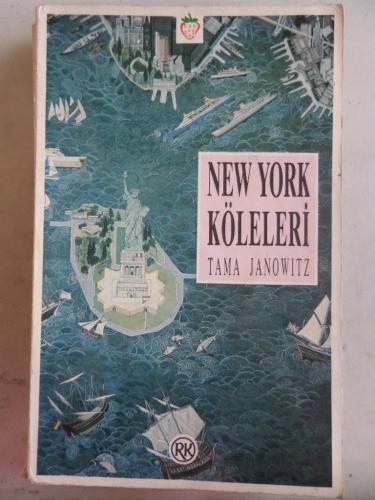 NEW YORK
KÖLELERİ
TAMA JANOWITZ
RK